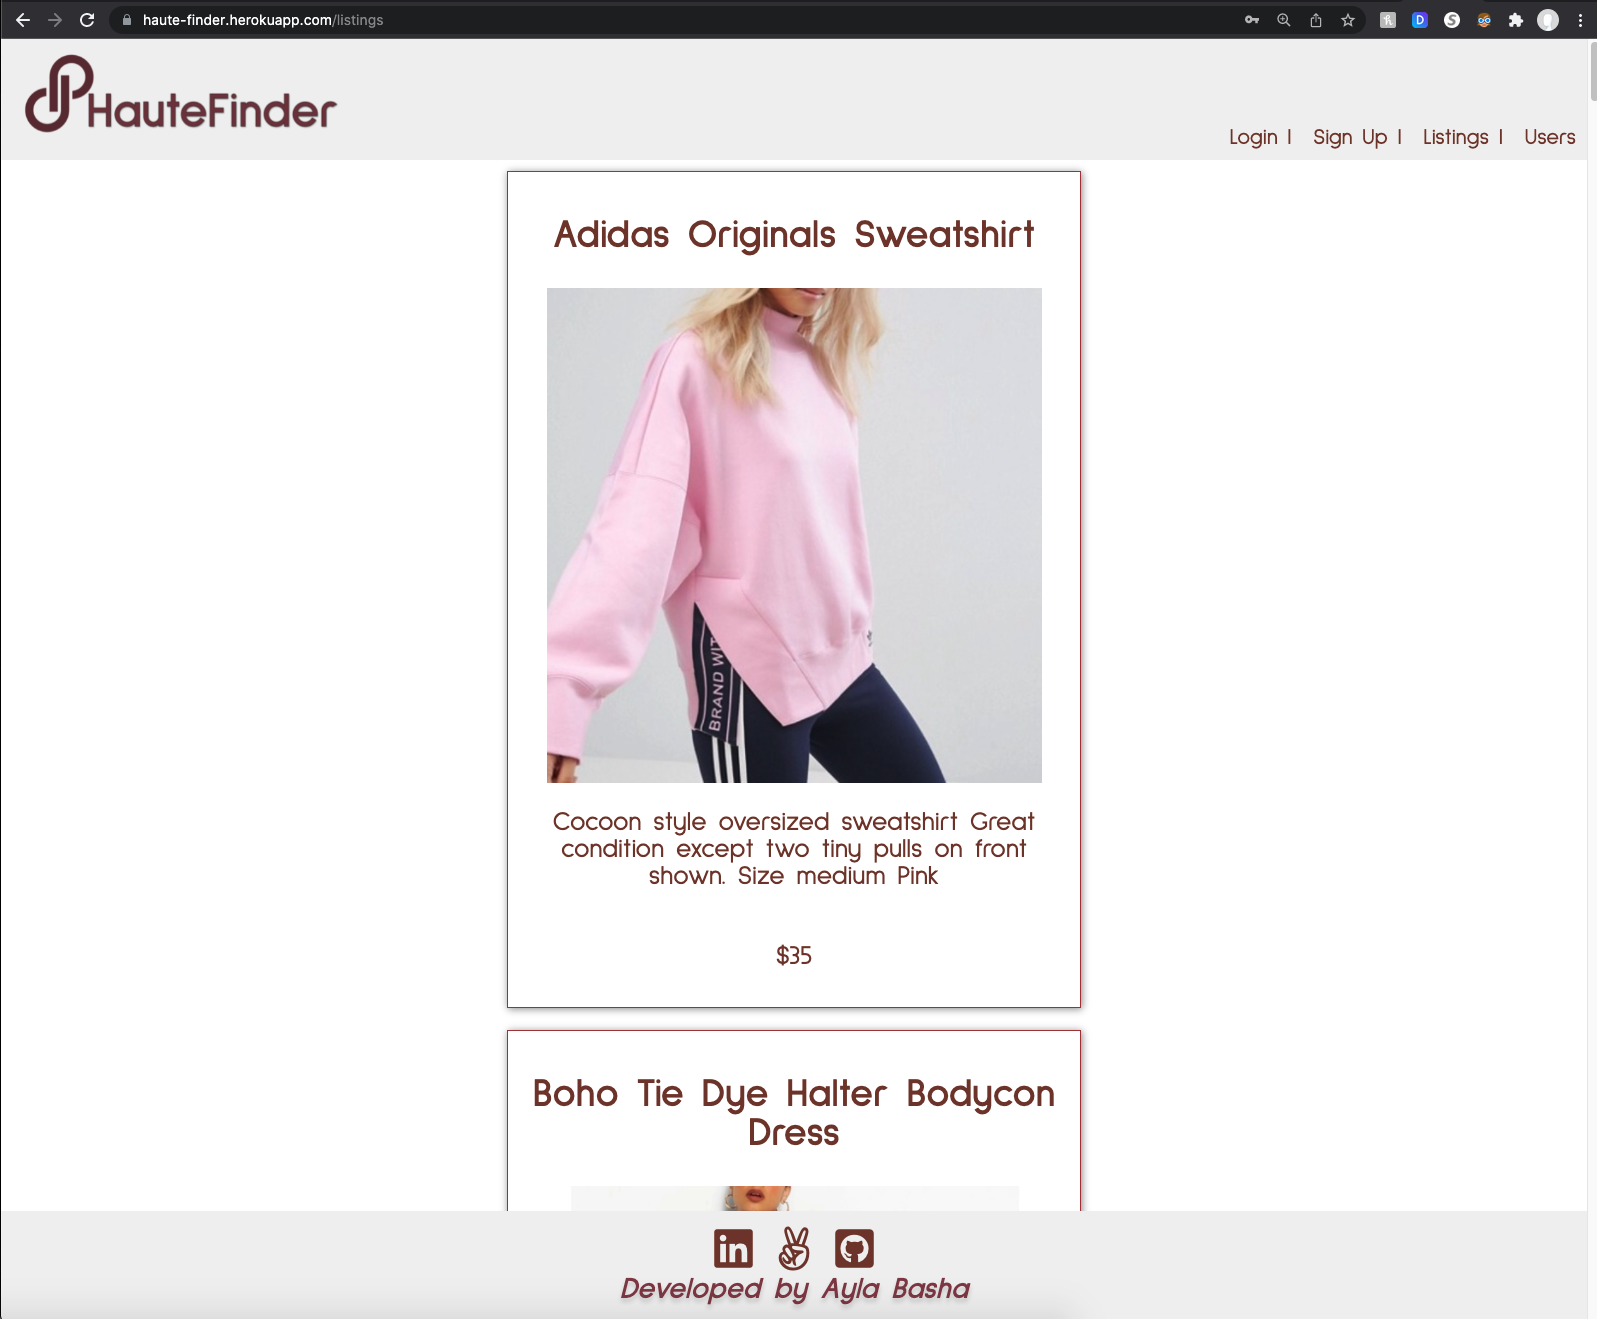 haute-finder.herokuapp.com/listings
HauteFinder
Login | Sign Up | Listings | Users
Adidas Originals Sweatshirt
BRAND WIT
Cocoon style oversized sweatshirt Great
condition except two tiny pulls on front
shown. Size medium Pink
$35
Boho Tie Dye Halter Bodycon
Dress
in
Developed by Ayla Basha